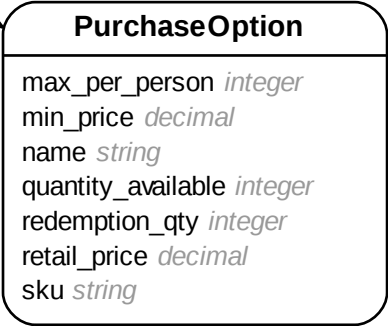 PurchaseOption
max_per_person integer
min_price decimal
name string
quantity_available integer
redemption_qty integer
retail_price decimal
sku string